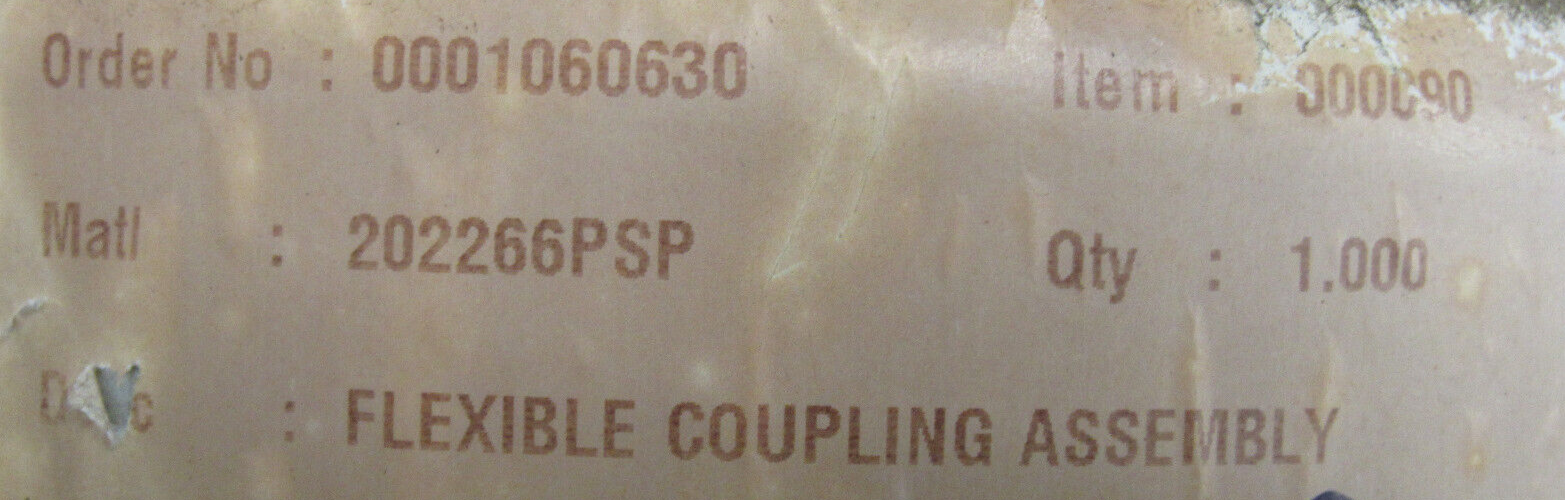 Order No : 0001060630 Item : 000090
Matl : 202266PSP Qty : 1.000
: FLEXIBLE COUPLING ASSEMBLY